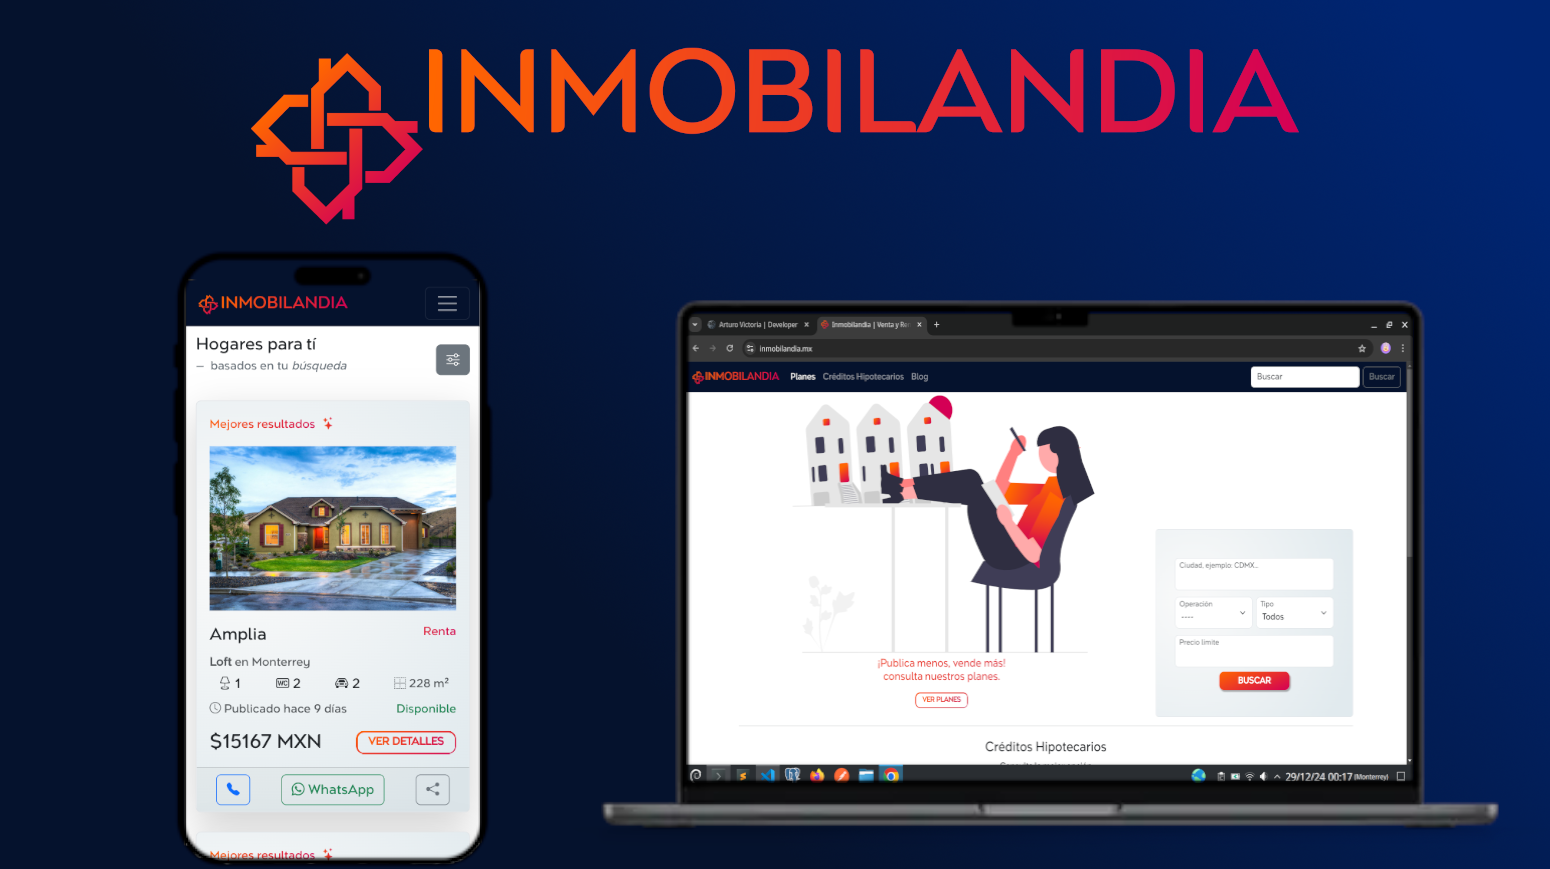 INMOBILANDIA
INMOBILANDIA
Hogares para tí
– basados en tu búsqueda
Mejores resultados
Amplia
Renta
Loft en Monterrey
1 WC 2 2 228 m²
Publicado hace 9 días
Disponible
$15167 MXN
VER DETALLES
WhatsApp
Mejores resultados
Arturo Victoria | Developer
Inmobilandia | Venta y Re
inmobilandia.mx
INMOBILANDIA Planes Créditos Hipotecarios Blog
Buscar
Buscar
Ciudad, ejemplo: CDMX...
Operación
----
Tipo
Todos
Precio límite
BUSCAR
¡Publica menos, vende más!
consulta nuestros planes.
VER PLANES
Créditos Hipotecarios
29/12/24 00:17 (Monterrey)